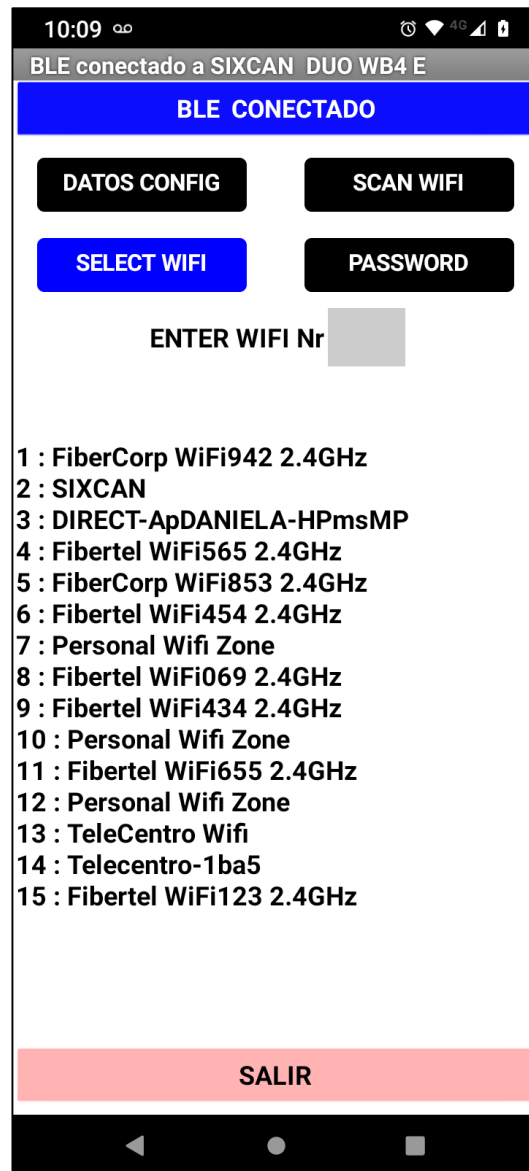 10:09 4G
BLE conectado a SIXCAN DUO WB4 E
BLE CONECTADO
DATOS CONFIG SCAN WIFI
SELECT WIFI PASSWORD
ENTER WIFI Nr
1 : FiberCorp WiFi942 2.4GHz
2 : SIXCAN
3 : DIRECT-ApDANIELA-HPmsMP
4 : Fibertel WiFi565 2.4GHz
5 : FiberCorp WiFi853 2.4GHz
6 : Fibertel WiFi454 2.4GHz
7 : Personal Wifi Zone
8 : Fibertel WiFi069 2.4GHz
9 : Fibertel WiFi434 2.4GHz
10 : Personal Wifi Zone
11 : Fibertel WiFi655 2.4GHz
12 : Personal Wifi Zone
13 : TeleCentro Wifi
14 : Telecentro-1ba5
15 : Fibertel WiFi123 2.4GHz
SALIR